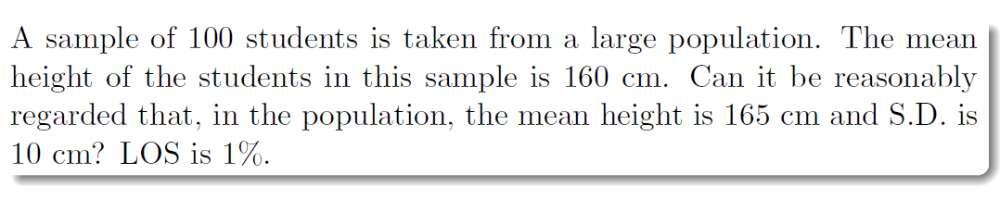 A sample of 100 students is taken from a large population. The mean
height of the students in this sample is 160 cm. Can it be reasonably
regarded that, in the population, the mean height is 165 cm and S.D. is
10 cm? LOS is 1%.